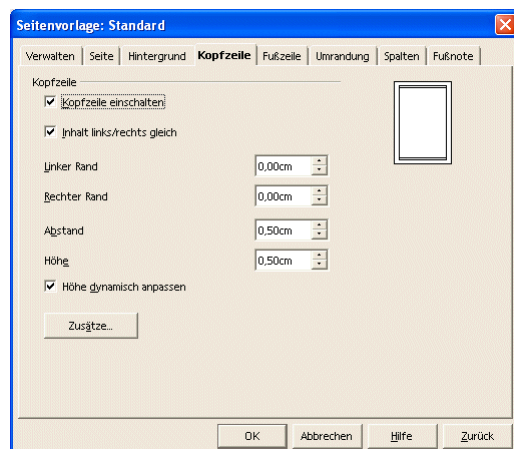 Seitenvorlage: Standard
Verwalten Seite Hintergrund Kopfzeile Fußzeile Umrandung Spalten Fußnote
Kopfzeile
Kopfzeile einschalten
Inhalt links/rechts gleich
Linker Rand 0,00cm
Rechter Rand 0,00cm
Abstand 0,50cm
Höhe 0,50cm
Höhe dynamisch anpassen
Zusätze...
OK Abbrechen Hilfe Zurück